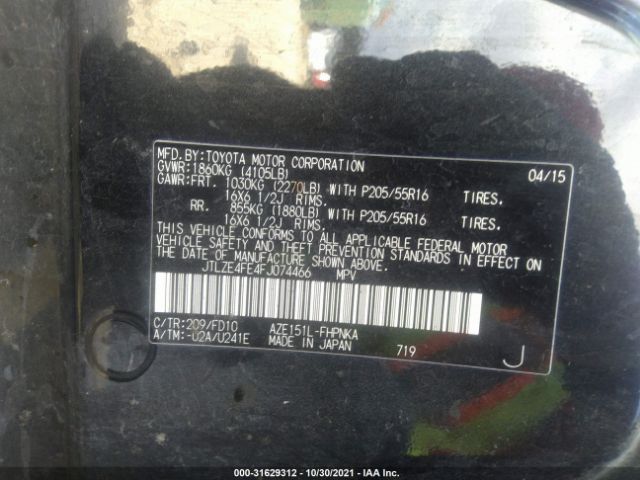 MFD.BY:TOYOTA MOTOR CORPORATION 04/15
GVWR:1860KG (4105LB)
GAWR:FRT. 1030KG (2270LB) WITH P205/55R16 TIRES.
16X6 1/2J RIMS.
RR. 855KG (1880LB) WITH P205/55R16 TIRES.
16X6 1/2J RIMS.
THIS VEHICLE CONFORMS TO ALL APPLICABLE FEDERAL MOTOR
VEHICLE SAFETY AND THEFT PREVENTION STANDARDS IN EFFECT ON
THE DATE OF MANUFACTURE SHOWN ABOVE.
JTLZE4FE4FJ074466 MPV
C/TR:209/FD10 AZE151L-FHPNKA
A/TM:-02A/U241E MADE IN JAPAN 719 J
000-31629312 - 10/30/2021 - IAA Inc.